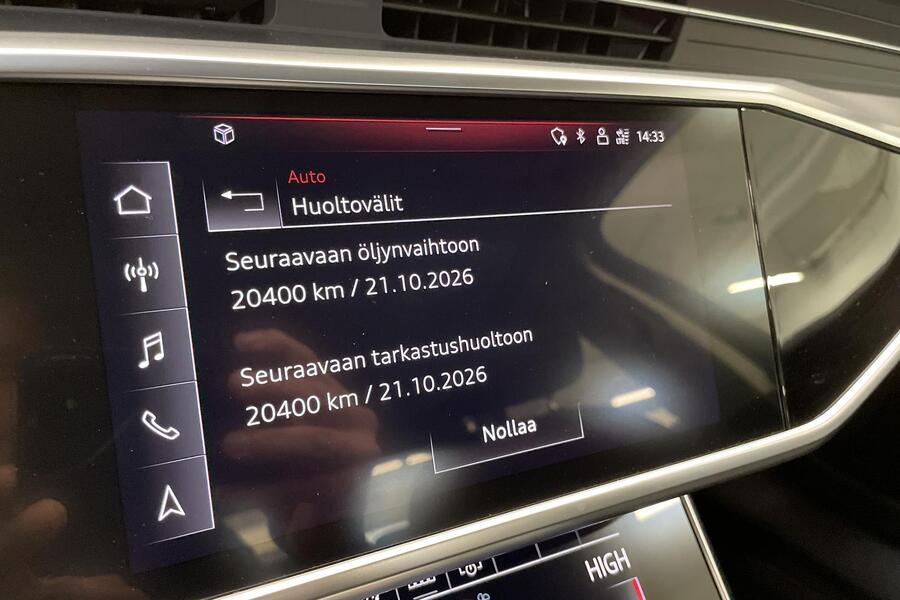 14:33
Auto
Huoltovälit
Seuraavaan öljynvaihtoon
20400 km / 21.10.2026
Seuraavaan tarkastushuoltoon
20400 km / 21.10.2026
Nollaa
HIGH